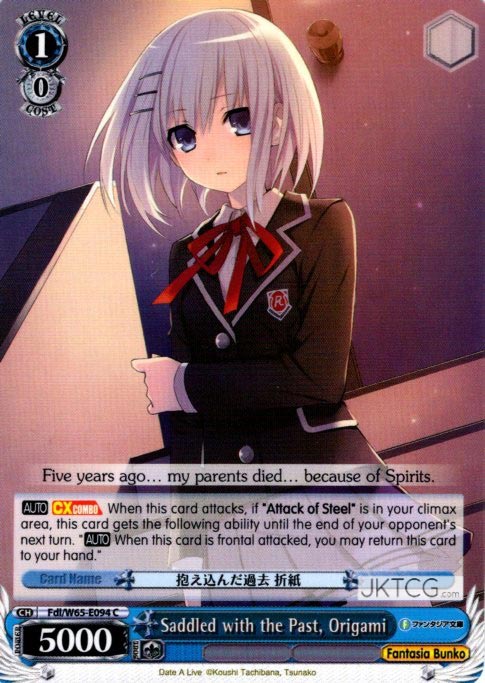 LEVEL
1
0
COST
R
Five years ago… my parents died… because of Spirits.
AUTO CX COMBO When this card attacks, if "Attack of Steel" is in your climax
area, this card gets the following ability until the end of your opponent's
next turn. "AUTO When this card is frontal attacked, you may return this card
to your hand."
Card Name 抱え込んだ過去 折紙
JKTCG.com
CH Fdl/W65-E094 C
POWER 5000 Saddled with the Past, Origami ファンタジア文庫
Fantasia Bunko
Date A Live ©Koushi Tachibana, Tsunako